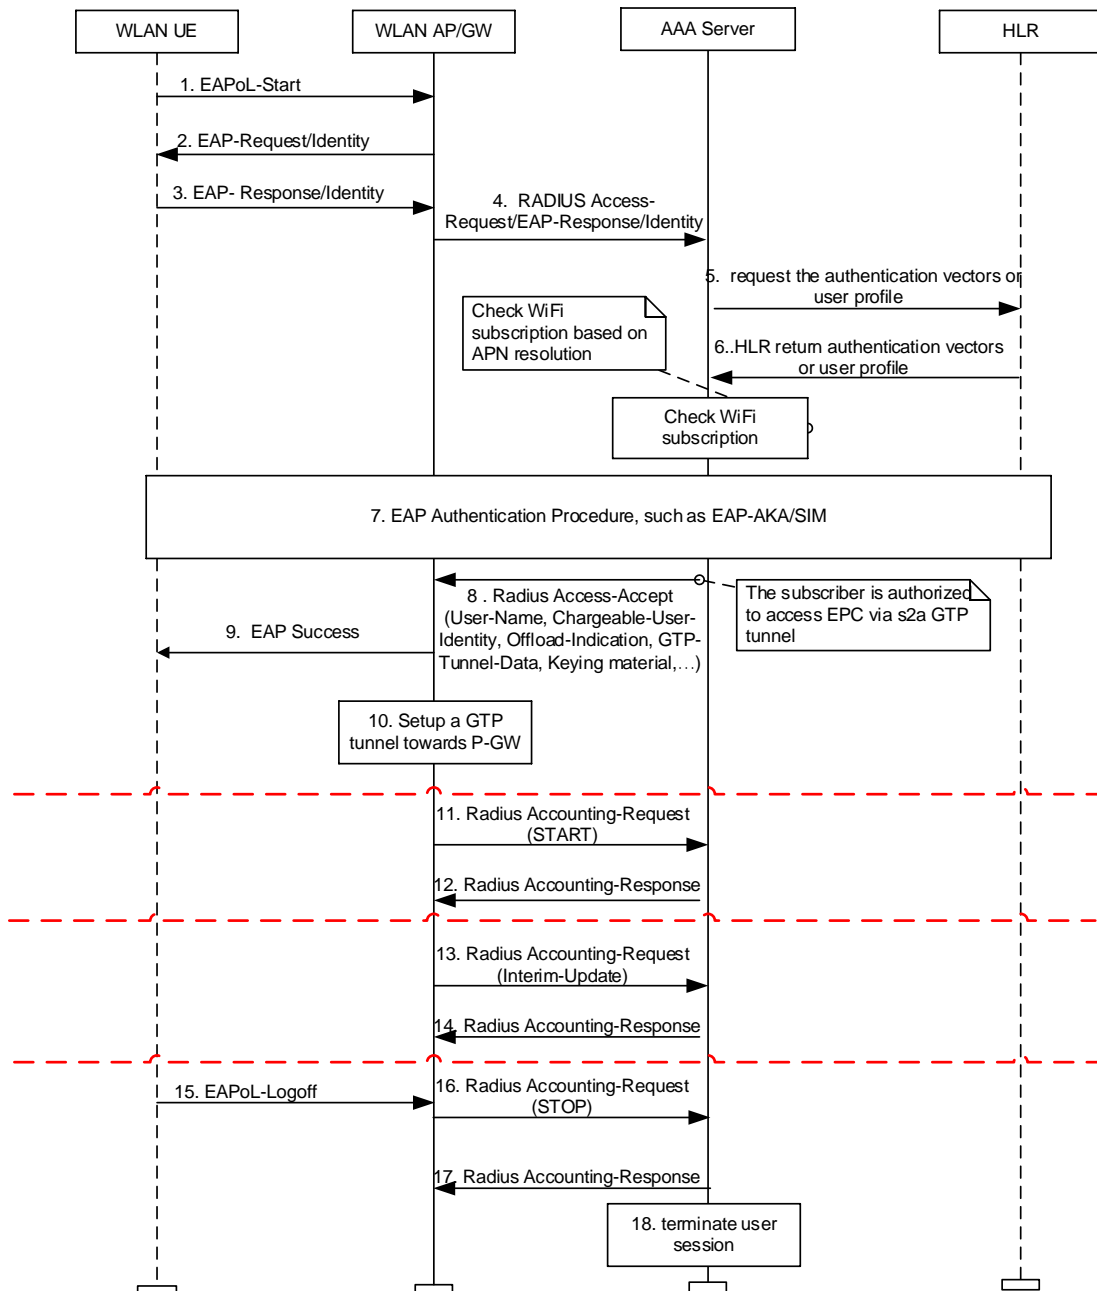 WLAN UE
WLAN AP/GW
AAA Server
HLR
1. EAPoL-Start
2. EAP-Request/Identity
3. EAP- Response/Identity
4. RADIUS Access-
Request/EAP-Response/Identity
5. request the authentication vectors or
user profile
Check WiFi
subscription based on
APN resolution
6..HLR return authentication vectors
or user profile
Check WiFi
subscription
7. EAP Authentication Procedure, such as EAP-AKA/SIM
8 . Radius Access-Accept
(User-Name, Chargeable-User-
Identity, Offload-Indication, GTP-
Tunnel-Data, Keying material,...)
The subscriber is authorized
to access EPC via s2a GTP
tunnel
9. EAP Success
10. Setup a GTP
tunnel towards P-GW
11. Radius Accounting-Request
(START)
12. Radius Accounting-Response
13. Radius Accounting-Request
(Interim-Update)
14. Radius Accounting-Response
15. EAPoL-Logoff
16. Radius Accounting-Request
(STOP)
17. Radius Accounting-Response
18. terminate user
session